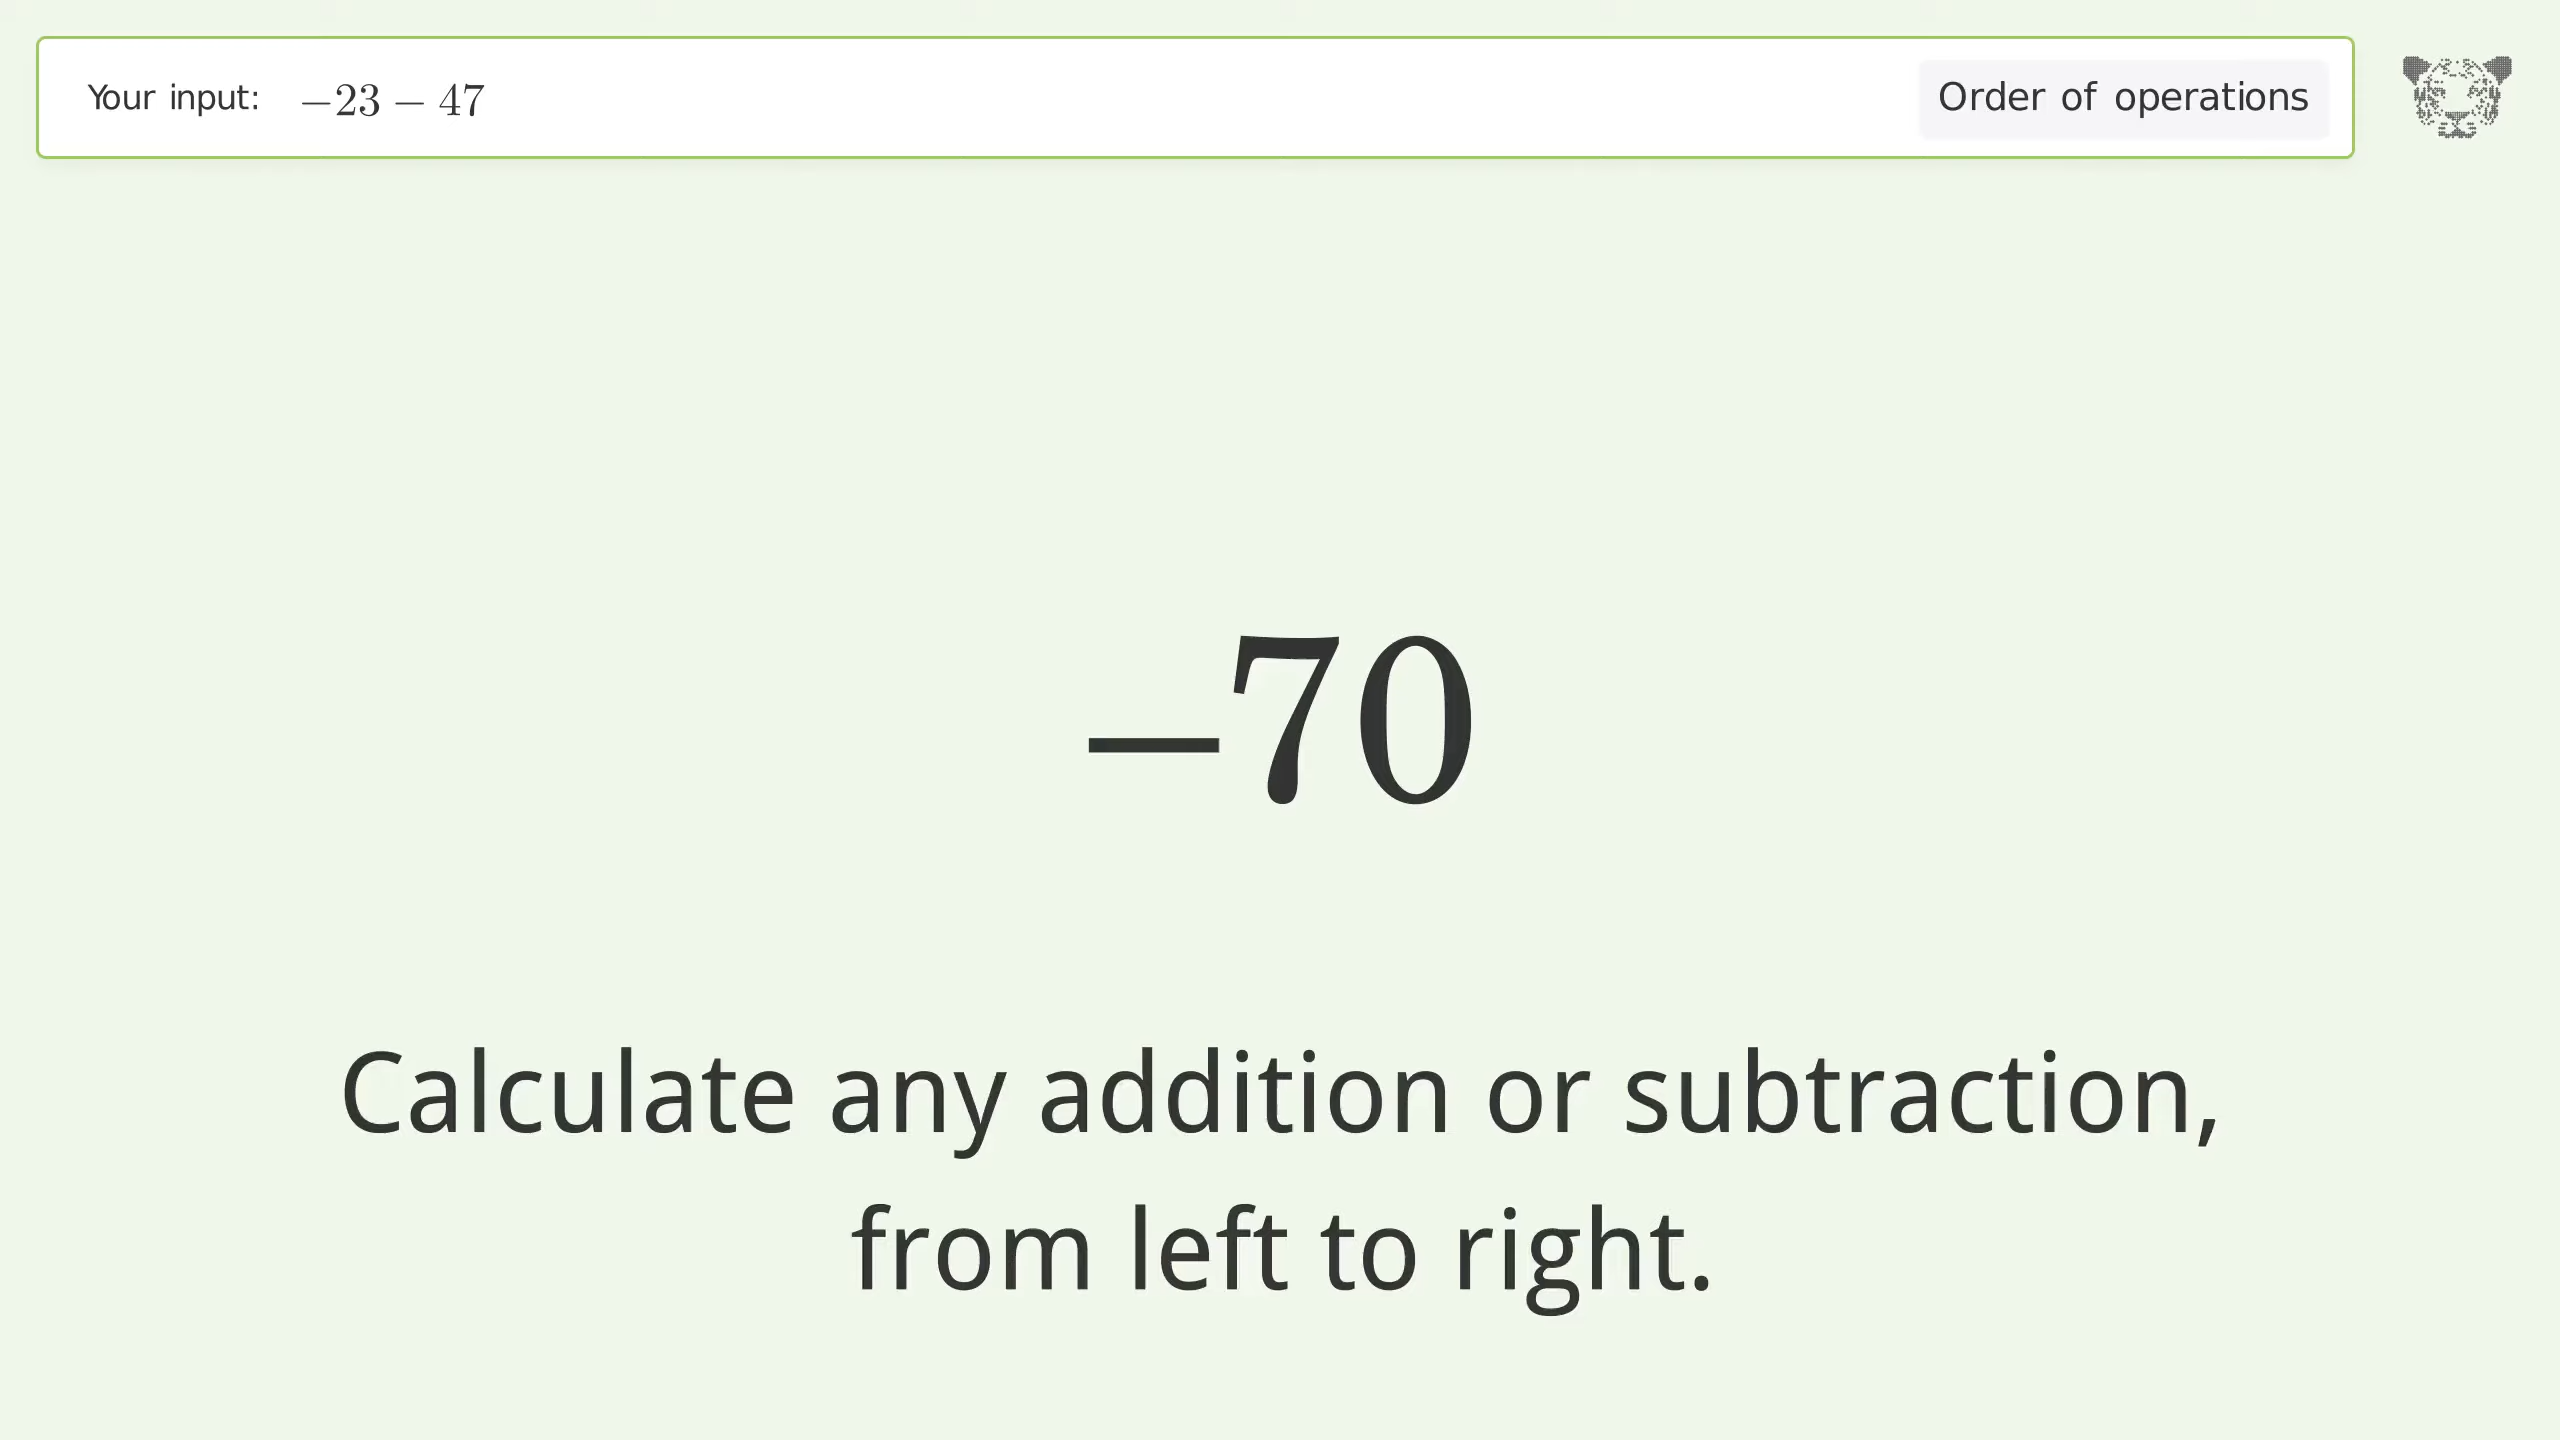 Your input: −23 − 47
Order of operations
−70
Calculate any addition or subtraction,
from left to right.